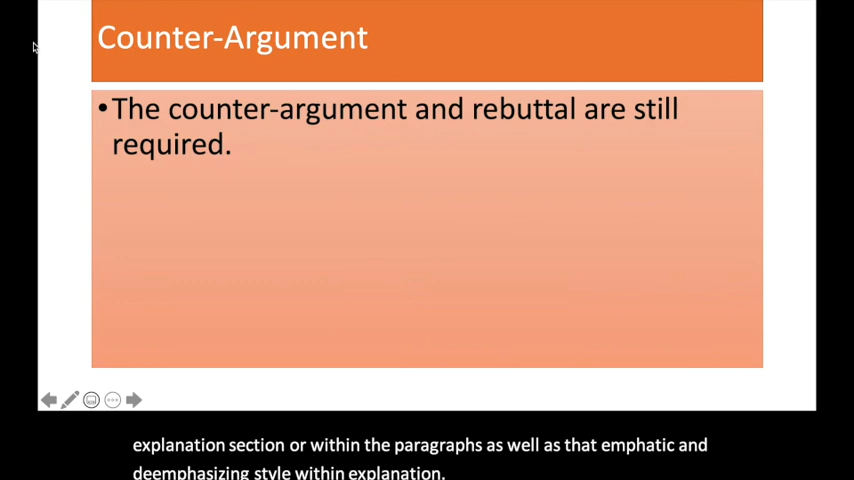 Counter-Argument
•The counter-argument and rebuttal are still
required.
explanation section or within the paragraphs as well as that emphatic and
deemphasizing style within explanation.